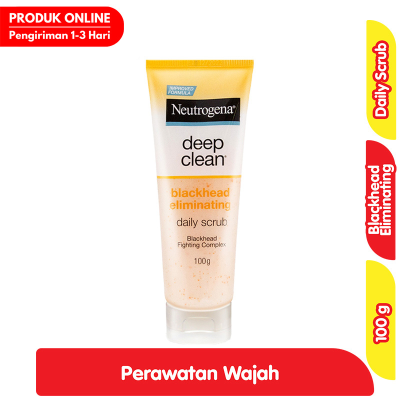 PRODUK ONLINE
Pengiriman 1-3 Hari
IMPROVED
FORMULA
Neutrogena®
deep
clean®
blackhead
eliminating
daily scrub
Blackhead
Fighting Complex
100g
Daily Scrub
Blackhead
Eliminating
100 g
Perawatan Wajah